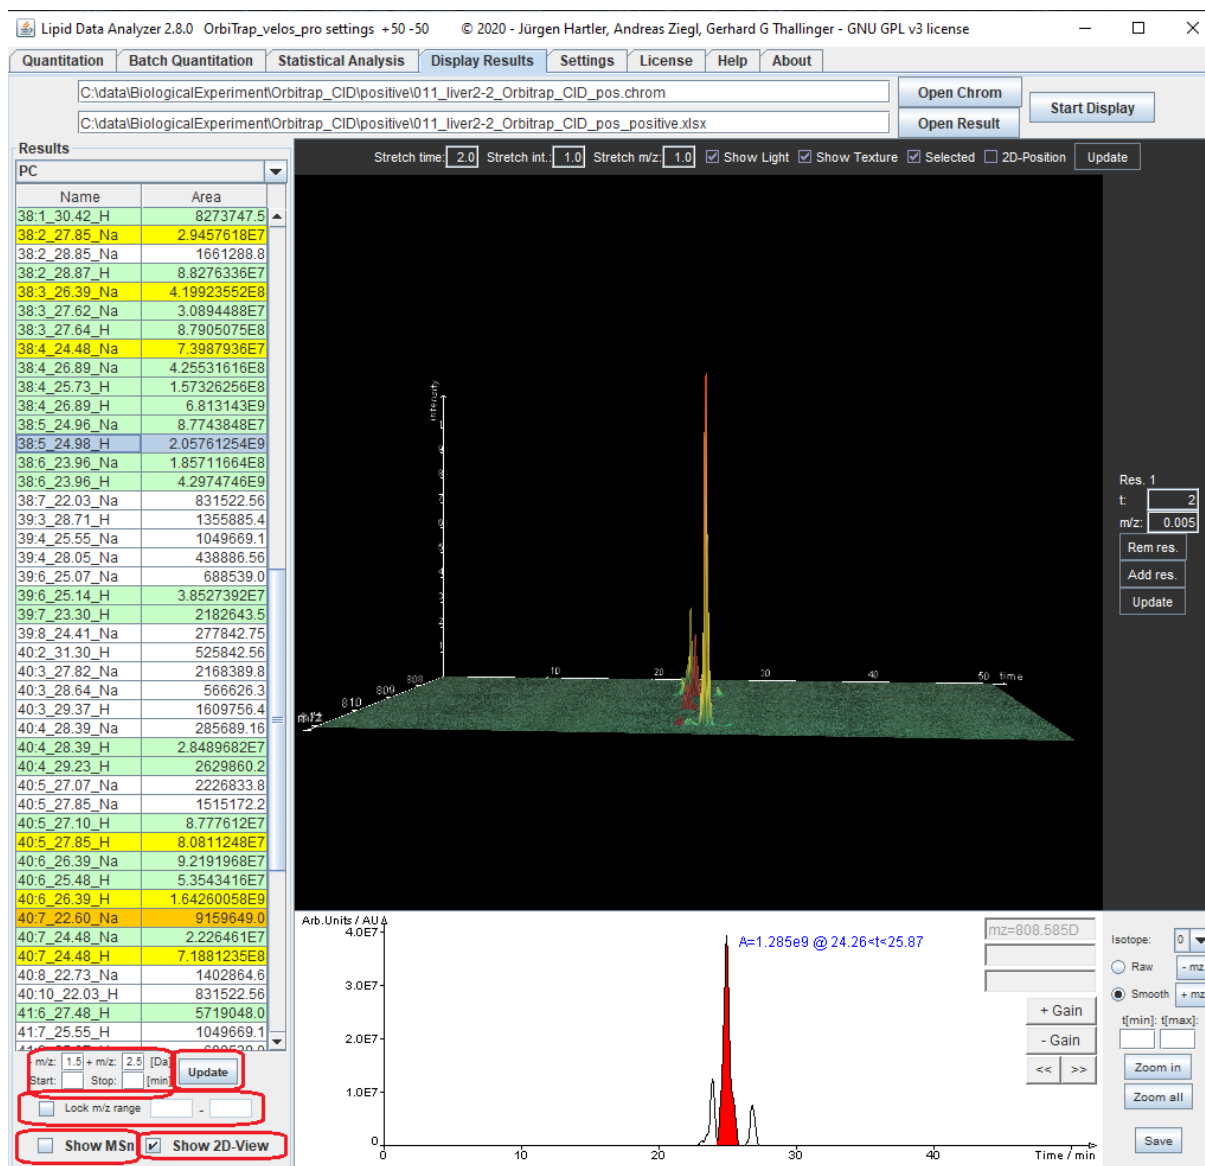 Lipid Data Analyzer 2.8.0 OrbiTrap_velos_pro settings +50 -50 © 2020 - Jürgen Hartler, Andreas Ziegl, Gerhard G Thallinger - GNU GPL v3 license
Quantitation Batch Quantitation Statistical Analysis Display Results Settings License Help About
C:\data\BiologicalExperiment\Orbitrap_CID\positive\011_liver2-2_Orbitrap_CID_pos.chrom Open Chrom
Start Display
C:\data\BiologicalExperiment\Orbitrap_CID\positive\011_liver2-2_Orbitrap_CID_pos_positive.xlsx Open Result
Results
PC
Name Area
38:1_30.42_H 8273747.5
38:2_27.85_Na 2.9457618E7
38:2_28.85_Na 1661288.8
38:2_28.87_H 8.8276336E7
38:3_26.39_Na 4.19923552E8
38:3_27.62_Na 3.0894488E7
38:3_27.64_H 8.7905075E8
38:4_24.48_Na 7.3987936E7
38:4_26.89_Na 4.25531616E8
38:4_25.73_H 1.57326256E8
38:4_26.89_H 6.813143E9
38:5_24.96_Na 8.7743848E7
38:5_24.98_H 2.05761254E9
38:6_23.96_Na 1.85711664E8
38:6_23.96_H 4.2974746E9
38:7_22.03_Na 831522.56
39:3_28.71_H 1355885.4
39:4_25.55_Na 1049669.1
39:4_28.05_Na 438886.56
39:6_25.07_Na 688539.0
39:6_25.14_H 3.8527392E7
39:7_23.30_H 2182643.5
39:8_24.41_Na 277842.75
40:2_31.30_H 525842.56
40:3_27.82_Na 2168389.8
40:3_28.64_Na 566626.3
40:3_29.37_H 1609756.4
40:4_28.39_Na 285689.16
40:4_28.39_H 2.8489682E7
40:4_29.23_H 2629860.2
40:5_27.07_Na 2226833.8
40:5_27.85_Na 1515172.2
40:5_27.10_H 8.777612E7
40:5_27.85_H 8.0811248E7
40:6_26.39_Na 9.2191968E7
40:6_25.48_H 5.3543416E7
40:6_26.39_H 1.64260058E9
40:7_22.60_Na 9159649.0
40:7_24.48_Na 2.226461E7
40:7_24.48_H 7.1881235E8
40:8_22.73_Na 1402864.6
40:10_22.03_H 831522.56
41:6_27.48_H 5719048.0
41:7_25.55_H 1049669.1
- m/z: 1.5 + m/z: 2.5 [Da]
Start: Stop: [min]
Update
Lock m/z range -
Show MSn Show 2D-View
Stretch time: 2.0 Stretch int.: 1.0 Stretch m/z: 1.0 Show Light Show Texture Selected 2D-Position Update
intensity
10 20 30 40 50 time
808
809
810
Res. 1
t: 2
m/z: 0.005
Rem res.
Add res.
Update
Arb.Units / AU
4.0E7
3.0E7
2.0E7
1.0E7
0
0 10 20 30 40 Time / min
A=1.285e9 @ 24.26<t<25.87
mz=808.585D
+ Gain
- Gain
<< >>
Isotope: 0
Raw - mz
Smooth + mz
t[min]: t[max]:
Zoom in
Zoom all
Save